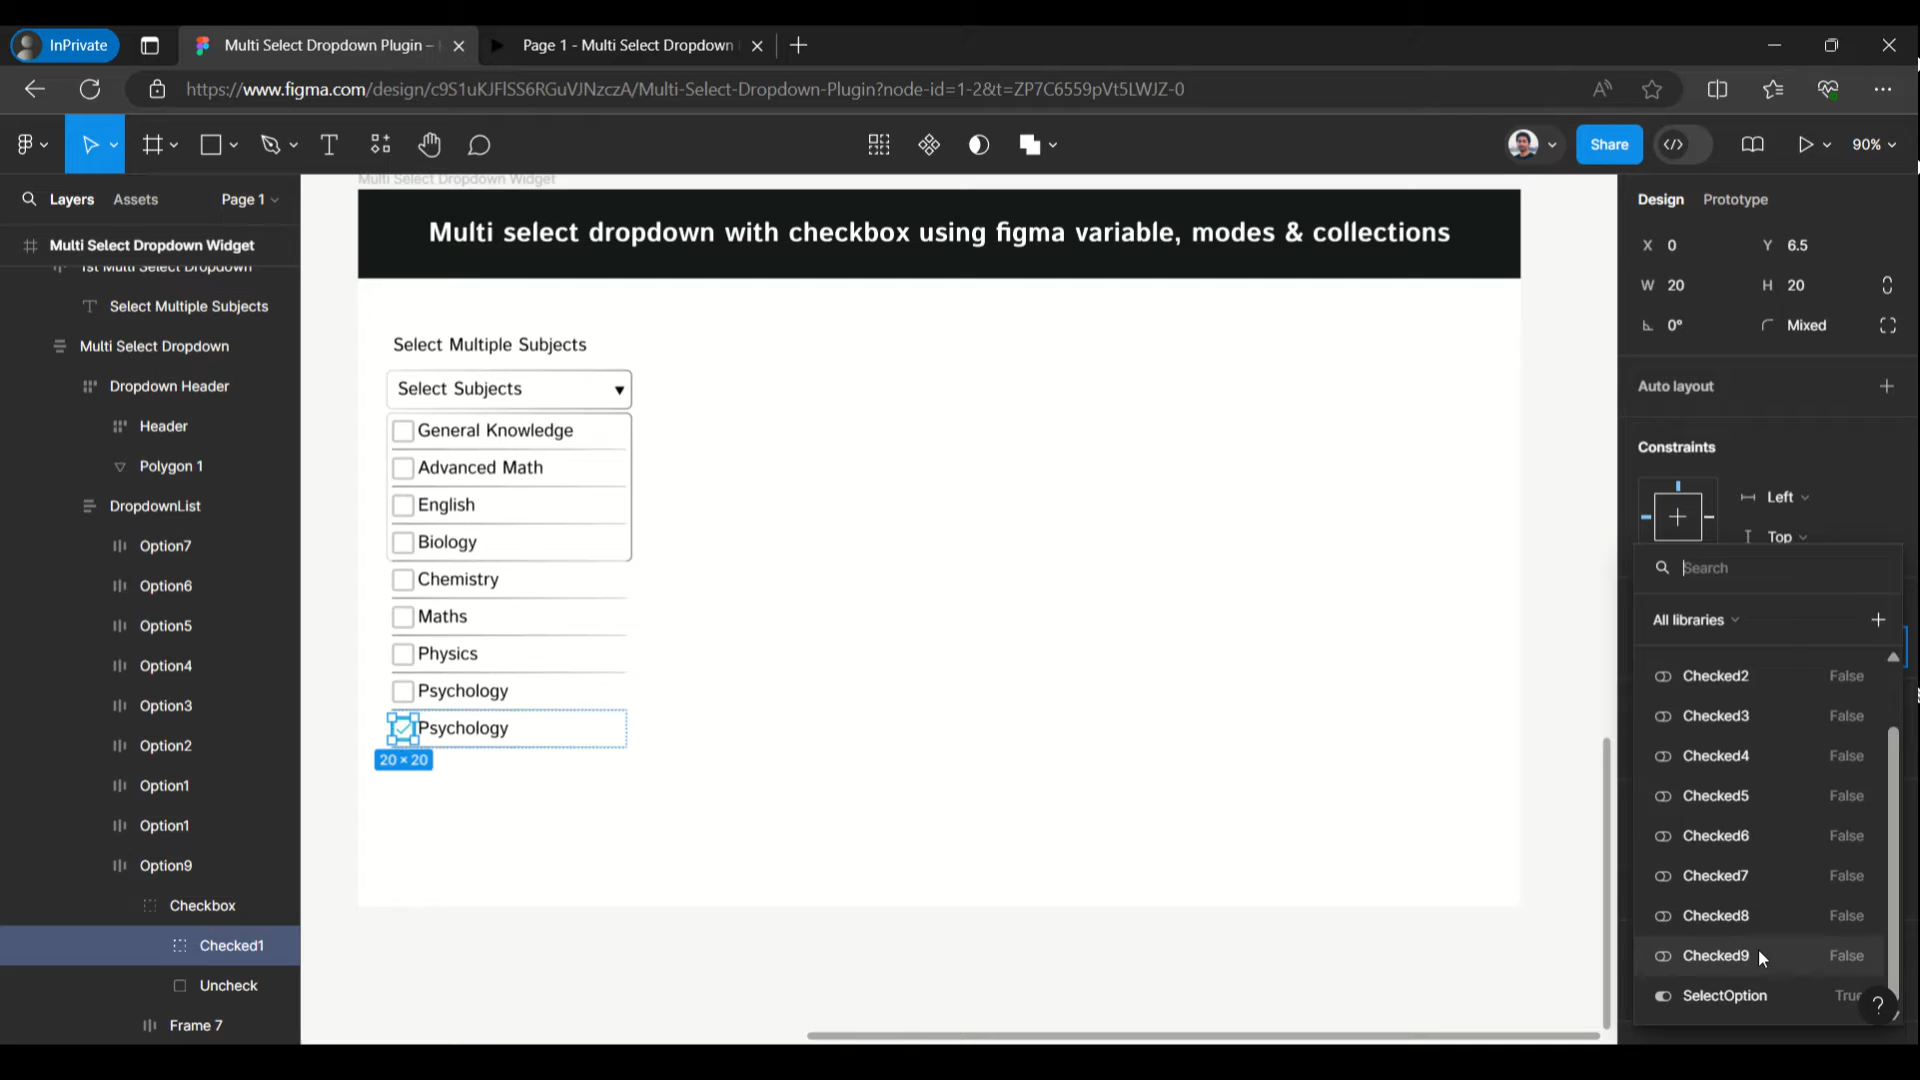 InPrivate
Multi Select Dropdown Plugin –
Page 1 - Multi Select Dropdown
https://www.figma.com/design/c9S1uKJFlSS6RGuVJNzczA/Multi-Select-Dropdown-Plugin?node-id=1-2&t=ZP7C6559pVt5LWJZ-0
Share
90%
Layers
Assets
Page 1
Multi Select Dropdown Widget
1st Multi Select Dropdown
Select Multiple Subjects
Multi Select Dropdown
Dropdown Header
Header
Polygon 1
DropdownList
Option7
Option6
Option5
Option4
Option3
Option2
Option1
Option1
Option9
Checkbox
Checked1
Uncheck
Frame 7
Multi Select Dropdown Widget
Multi select dropdown with checkbox using figma variable, modes & collections
Select Multiple Subjects
Select Subjects
General Knowledge
Advanced Math
English
Biology
Chemistry
Maths
Physics
Psychology
Psychology
20 × 20
Design
Prototype
X 0
Y 6.5
W 20
H 20
0°
Mixed
Auto layout
Constraints
Left
Top
Search
All libraries
Checked2 False
Checked3 False
Checked4 False
Checked5 False
Checked6 False
Checked7 False
Checked8 False
Checked9 False
SelectOption True
?